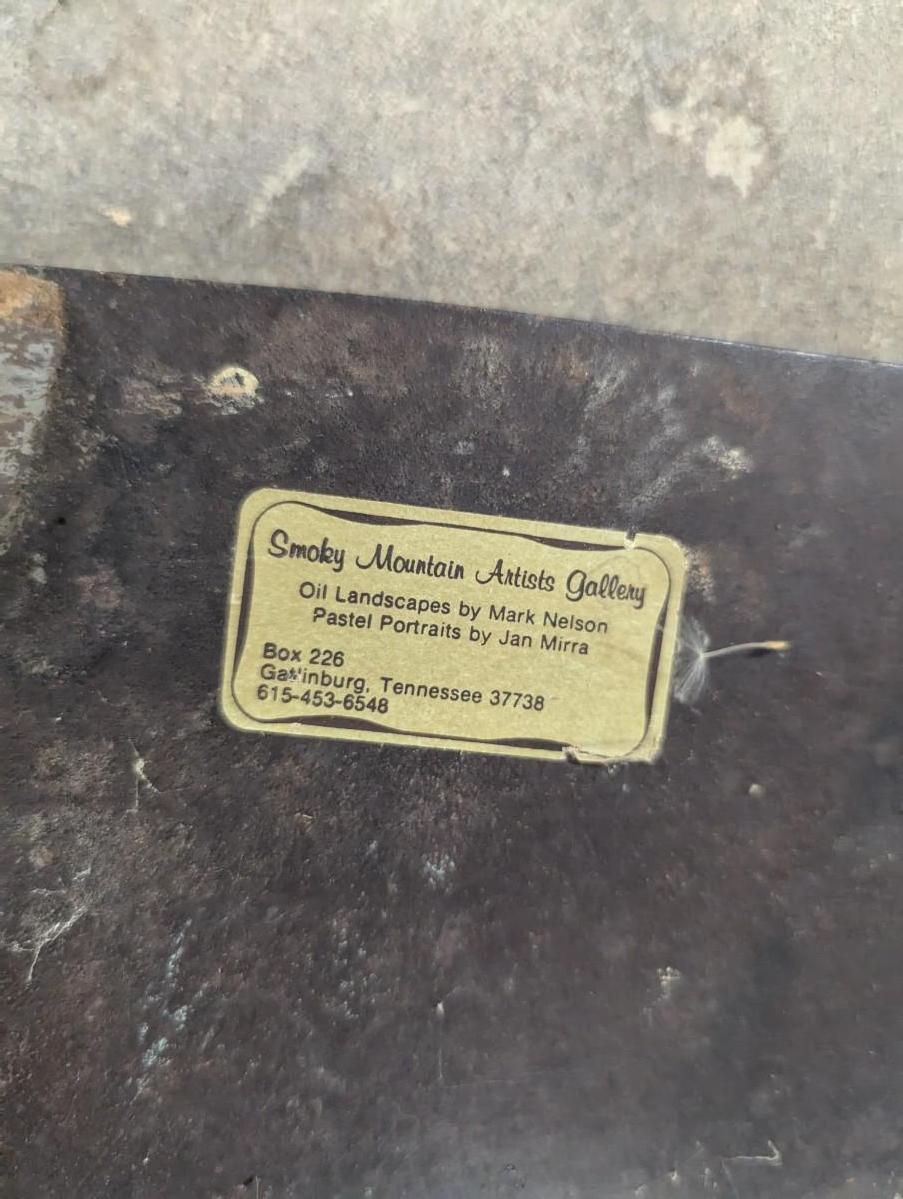 Smoky Mountain Artists Gallery
Oil Landscapes by Mark Nelson
Pastel Portraits by Jan Mirra
Box 226
Gatlinburg, Tennessee 37738
615-453-6548